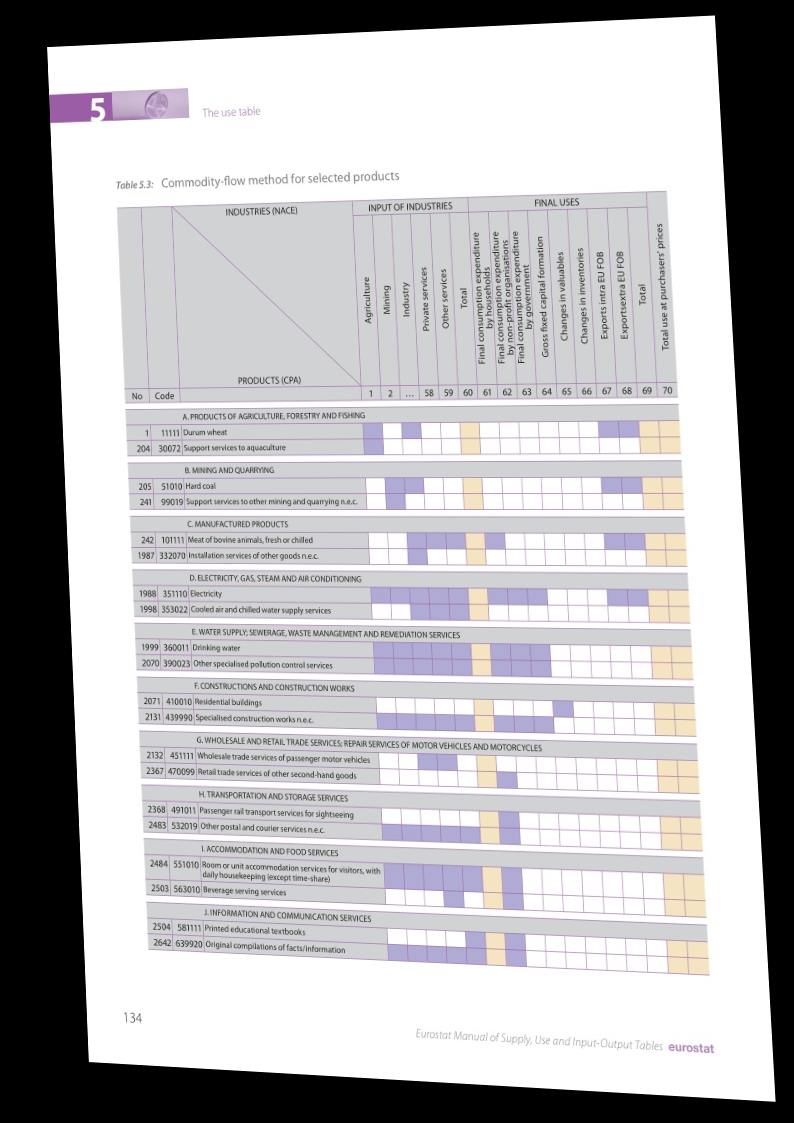 5
The use table
Table 5.3: Commodity-flow method for selected products
INDUSTRIES (NACE)
INPUT OF INDUSTRIES
FINAL USES
Agriculture
Mining
Industry
Private services
Other services
Total
Final consumption expenditure
by households
Final consumption expenditure
by non-profit organisations
Final consumption expenditure
by government
Gross fixed capital formation
Changes in valuables
Changes in inventories
Exports intra EU FOB
Exportsextra EU FOB
Total
Total use at purchasers' prices
PRODUCTS (CPA)
No Code 1 2 … 58 59 60 61 62 63 64 65 66 67 68 69 70
A. PRODUCTS OF AGRICULTURE, FORESTRY AND FISHING
1 11111 Durum wheat
204 30072 Support services to aquaculture
B. MINING AND QUARRYING
205 51010 Hard coal
241 99019 Support services to other mining and quarrying n.e.c.
C. MANUFACTURED PRODUCTS
242 101111 Meat of bovine animals, fresh or chilled
1987 332070 Installation services of other goods n.e.c.
D. ELECTRICITY, GAS, STEAM AND AIR CONDITIONING
1988 351110 Electricity
1998 353022 Cooled air and chilled water supply services
E. WATER SUPPLY; SEWERAGE, WASTE MANAGEMENT AND REMEDIATION SERVICES
1999 360011 Drinking water
2070 390023 Other specialised pollution control services
F. CONSTRUCTIONS AND CONSTRUCTION WORKS
2071 410010 Residential buildings
2131 439990 Specialised construction works n.e.c.
G. WHOLESALE AND RETAIL TRADE SERVICES; REPAIR SERVICES OF MOTOR VEHICLES AND MOTORCYCLES
2132 451111 Wholesale trade services of passenger motor vehicles
2367 470099 Retail trade services of other second-hand goods
H. TRANSPORTATION AND STORAGE SERVICES
2368 491011 Passenger rail transport services for sightseeing
2483 532019 Other postal and courier services n.e.c.
I. ACCOMMODATION AND FOOD SERVICES
2484 551010 Room or unit accommodation services for visitors, with
daily housekeeping (except time-share)
2503 563010 Beverage serving services
J. INFORMATION AND COMMUNICATION SERVICES
2504 581111 Printed educational textbooks
2642 639920 Original compilations of facts/information
134
Eurostat Manual of Supply, Use and Input-Output Tables eurostat